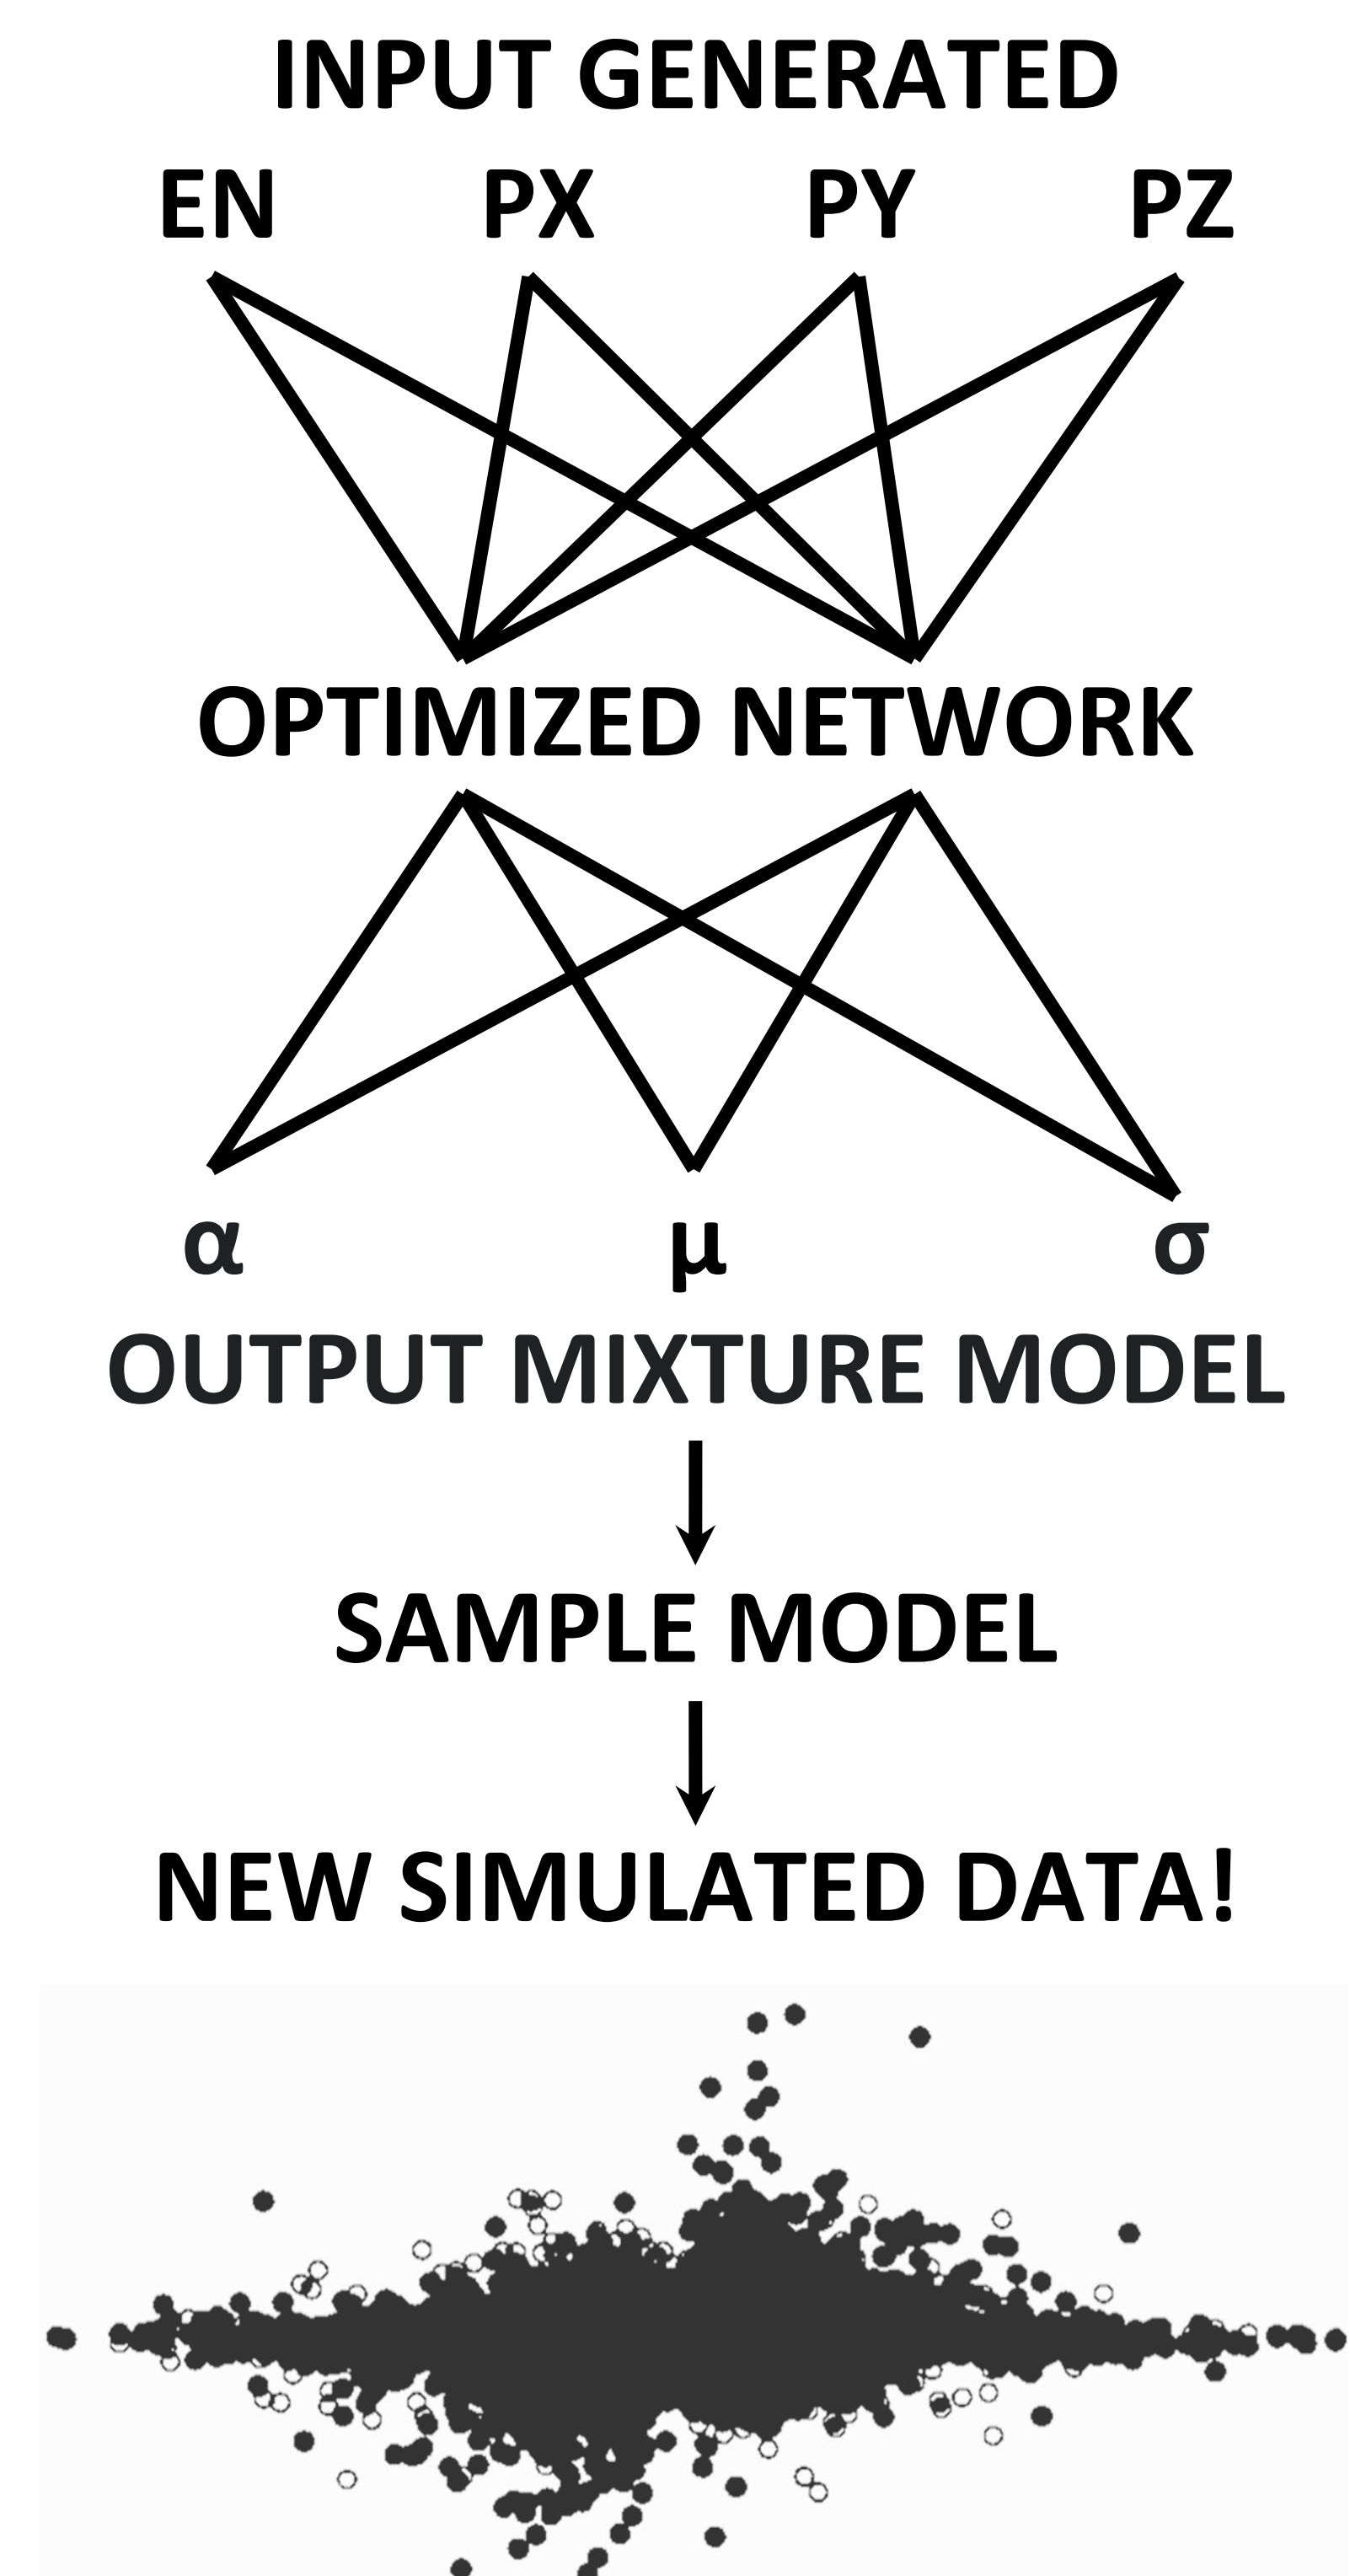 INPUT GENERATED
EN PX PY PZ
OPTIMIZED NETWORK
α μ σ
OUTPUT MIXTURE MODEL
SAMPLE MODEL
NEW SIMULATED DATA!